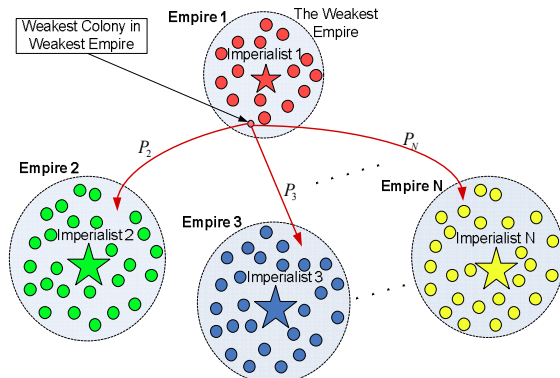 Weakest Colony in
Weakest Empire
Empire 1
The Weakest
Empire
Imperialist 1
P2
P3
PN
Empire 2
Imperialist 2
Empire 3
Imperialist 3
Empire N
Imperialist N